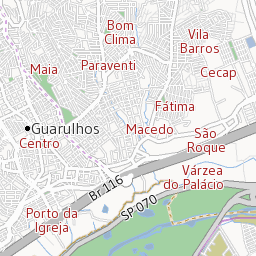 Bom
Clima
Vila
Barros
Maia
Paraventi
Cecap
Fátima
Guarulhos
Macedo
São
Roque
Centro
Várzea
do Palácio
Br 116
SP 070
Porto da
Igreja